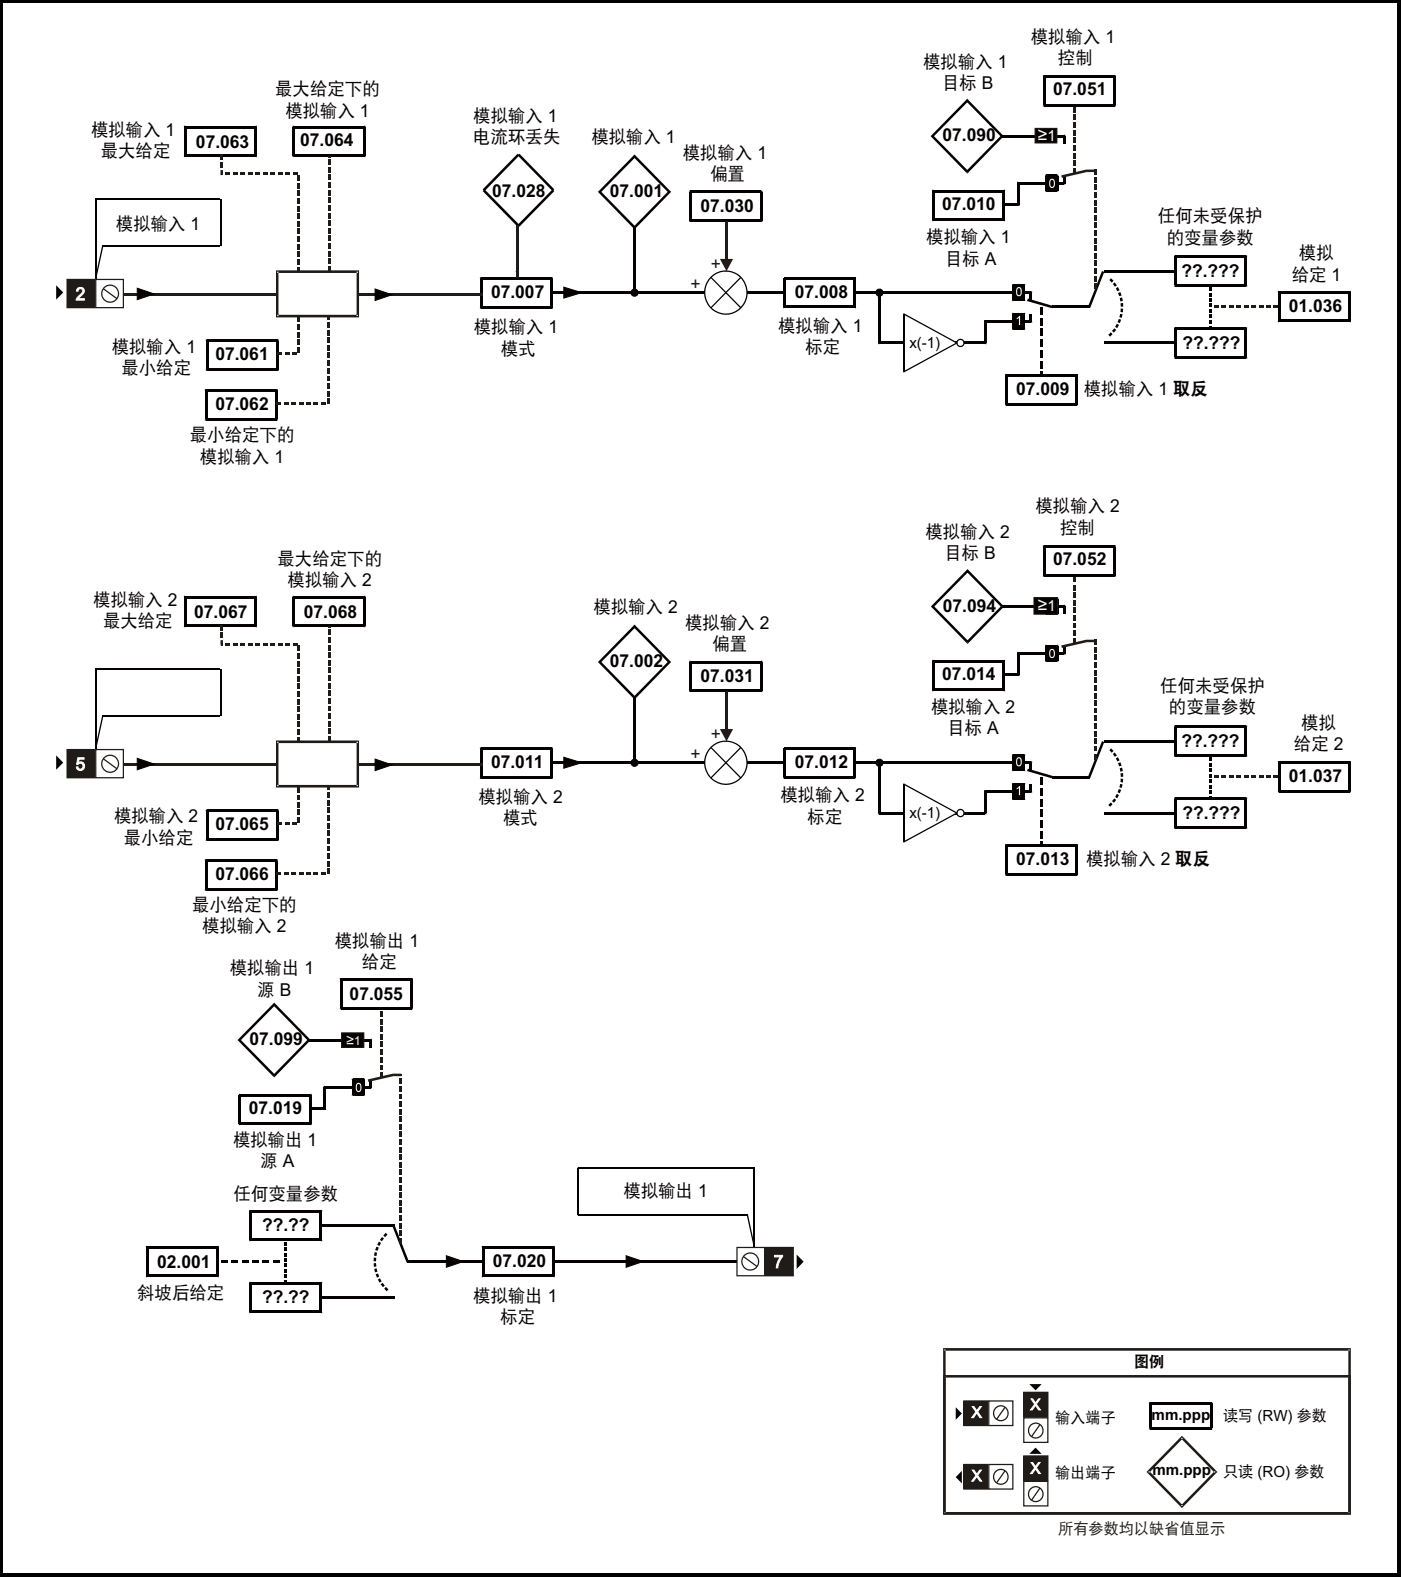 模拟输入 1
控制
07.051
模拟输入 1
目标 B
07.090
≥1
0
07.010
模拟输入 1
目标 A
最大给定下的
模拟输入 1
07.064
模拟输入 1
最大给定
07.063
模拟输入 1
电流环丢失
07.028
模拟输入 1
07.001
模拟输入 1
偏置
07.030
+
+
模拟输入 1
2
07.007
模拟输入 1
模式
07.008
模拟输入 1
标定
x(-1)
0
1
07.009
模拟输入 1 取反
任何未受保护
的变量参数
??.???
??.???
模拟
给定 1
01.036
模拟输入 1
最小给定
07.061
07.062
最小给定下的
模拟输入 1
模拟输入 2
控制
07.052
模拟输入 2
目标 B
07.094
≥1
0
07.014
模拟输入 2
目标 A
最大给定下的
模拟输入 2
07.068
模拟输入 2
最大给定
07.067
模拟输入 2
07.002
模拟输入 2
偏置
07.031
+
+
5
07.011
模拟输入 2
模式
07.012
模拟输入 2
标定
x(-1)
0
1
07.013
模拟输入 2 取反
任何未受保护
的变量参数
??.???
??.???
模拟
给定 2
01.037
模拟输入 2
最小给定
07.065
07.066
最小给定下的
模拟输入 2
模拟输出 1
给定
07.055
模拟输出 1
源 B
07.099
≥1
0
07.019
模拟输出 1
源 A
任何变量参数
??.??
02.001
斜坡后给定
??.??
07.020
模拟输出 1
标定
模拟输出 1
7
图例
X
X
输入端子
mm.ppp
读写 (RW) 参数
X
X
输出端子
mm.ppp
只读 (RO) 参数
所有参数均以缺省值显示